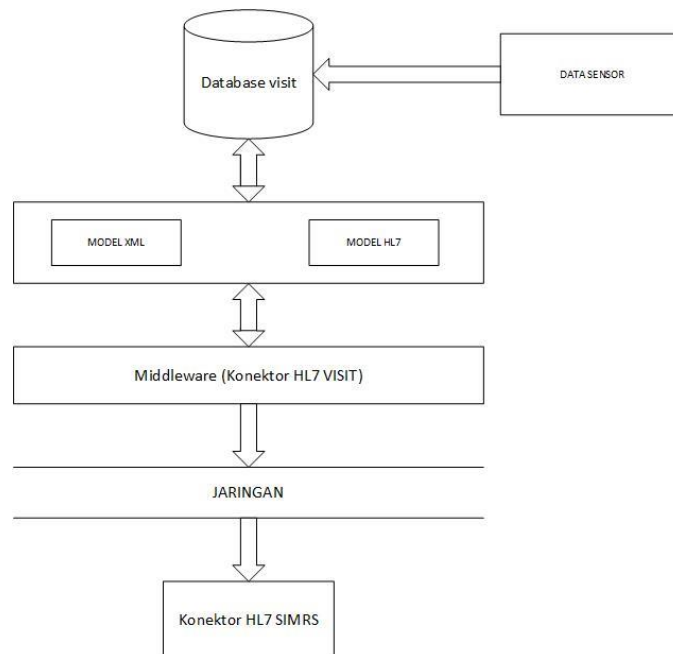 Database visit
DATA SENSOR
MODEL XML
MODEL HL7
Middleware (Konektor HL7 VISIT)
JARINGAN
Konektor HL7 SIMRS